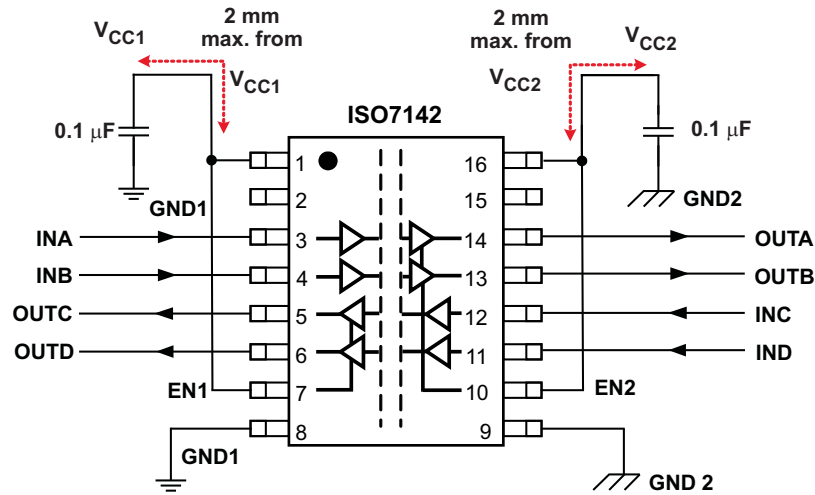 2 mm
max. from
VCC1
VCC1
2 mm
max. from
VCC2
VCC2
ISO7142
0.1 μF
0.1 μF
GND1
GND2
1
16
2
15
INA
3
14
OUTA
INB
4
13
OUTB
OUTC
5
12
INC
OUTD
6
11
IND
EN1
7
10
EN2
8
9
GND1
GND 2